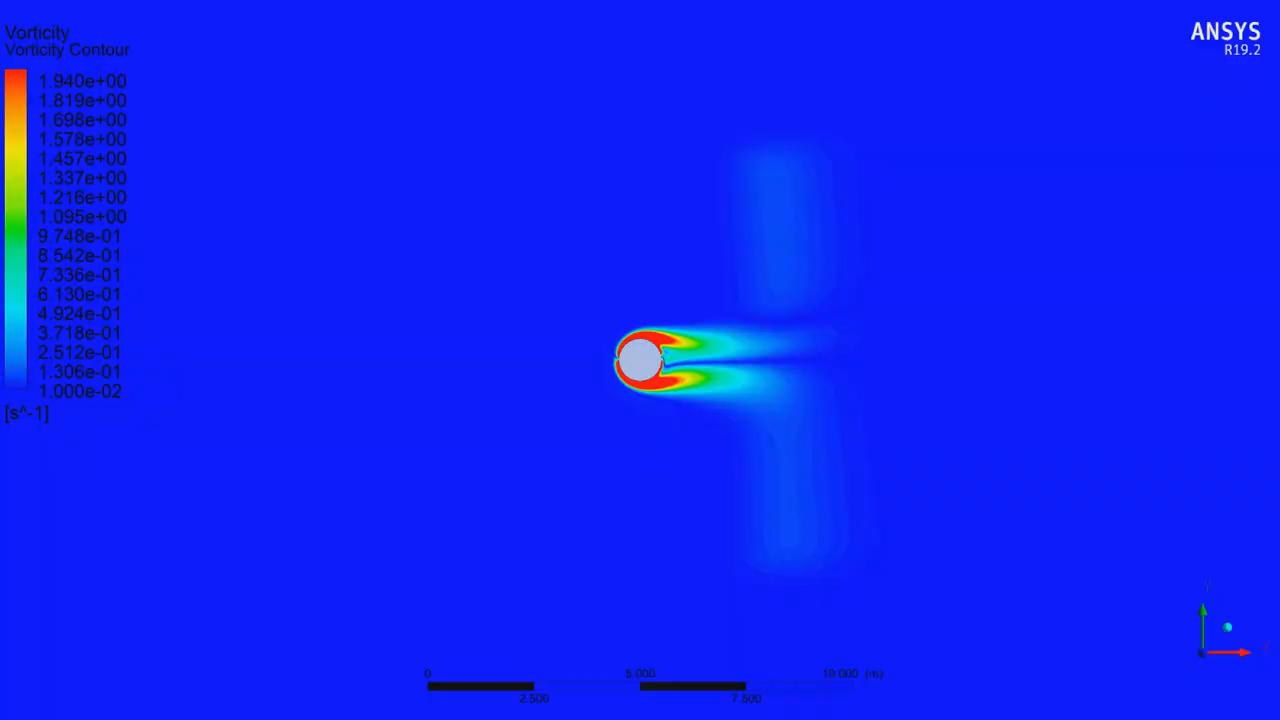 Vorticity
Vorticity Contour
1.940e+00
1.819e+00
1.698e+00
1.578e+00
1.457e+00
1.337e+00
1.216e+00
1.095e+00
9.748e-01
8.542e-01
7.336e-01
6.130e-01
4.924e-01
3.718e-01
2.512e-01
1.306e-01
1.000e-02
[s^-1]
ANSYS
R19.2
Y
X
0 5.000 10.000 (m)
2.500 7.500